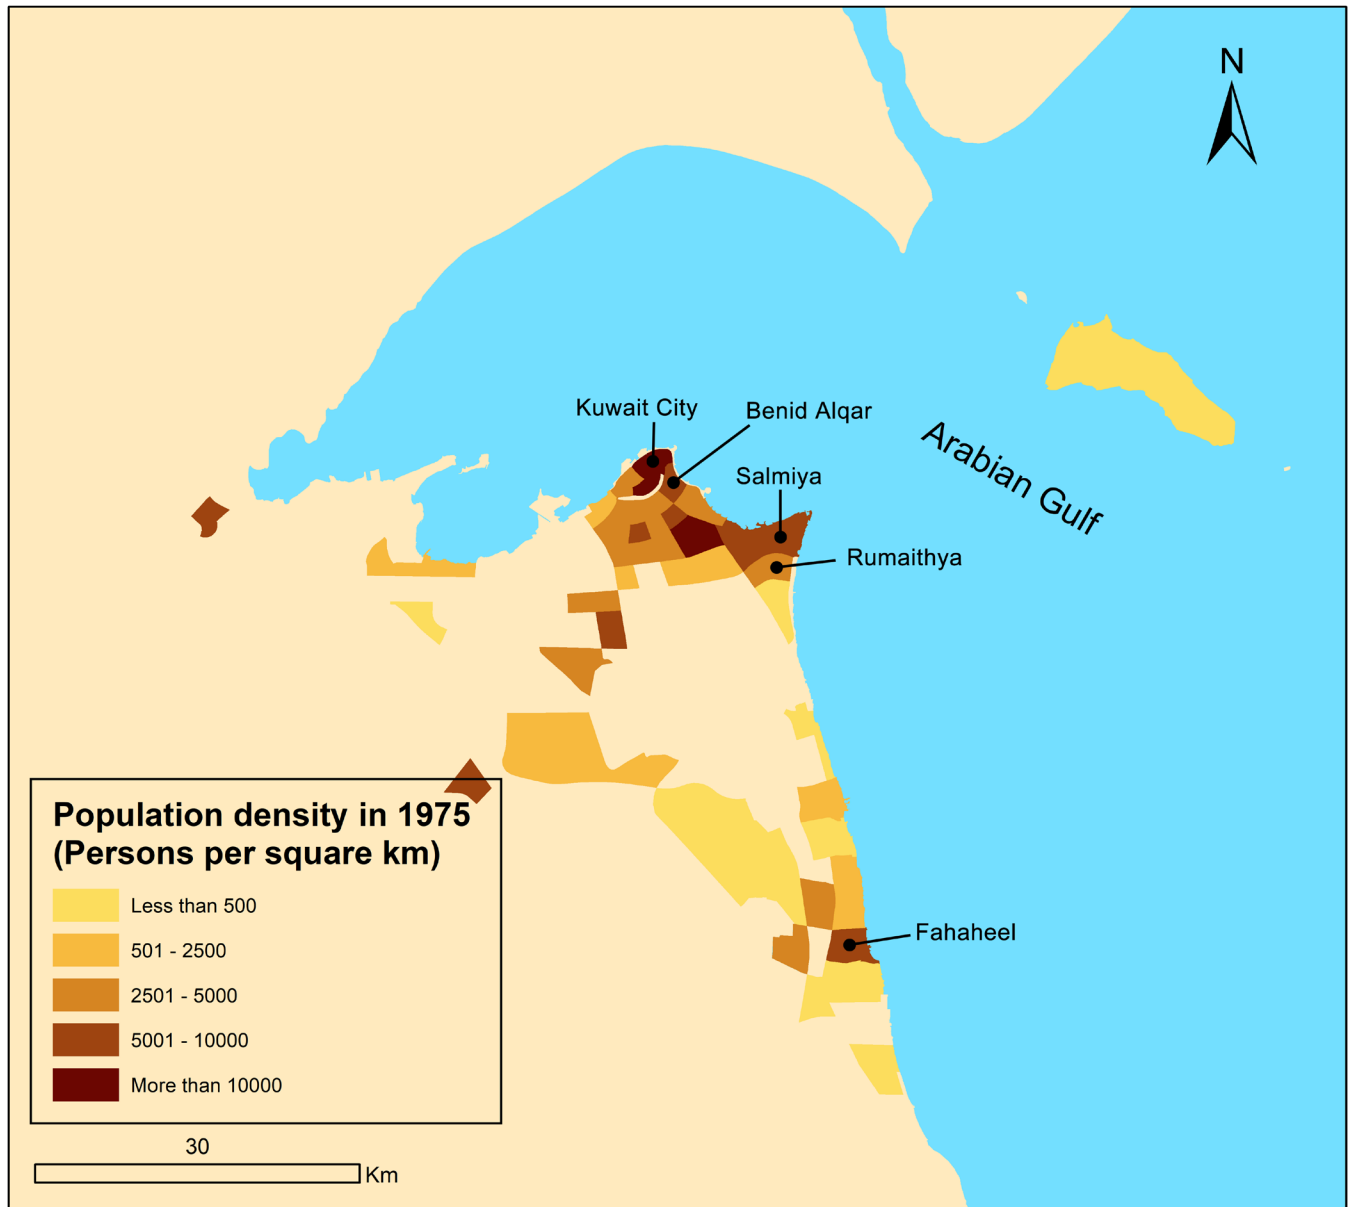 N
Kuwait City
Benid Alqar
Salmiya
Arabian Gulf
Rumaithya
Population density in 1975
(Persons per square km)
Less than 500
501 - 2500
Fahaheel
2501 - 5000
5001 - 10000
More than 10000
30
Km